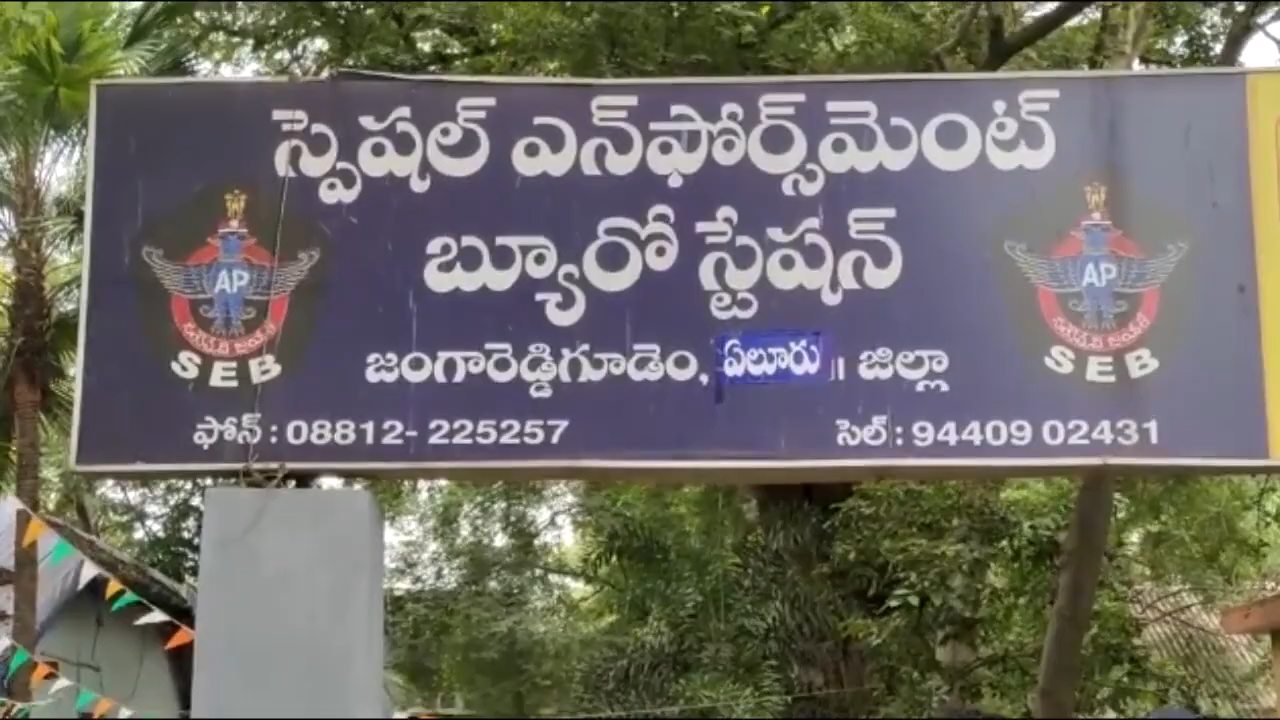 స్పెషల్ ఎన్‌ఫోర్స్‌మెంట్
బ్యూరో స్టేషన్
జంగారెడ్డిగూడెం, ఏలూరు జిల్లా
ఫోన్ : 08812- 225257
సెల్ : 94409 02431
AP
SEB
AP
SEB